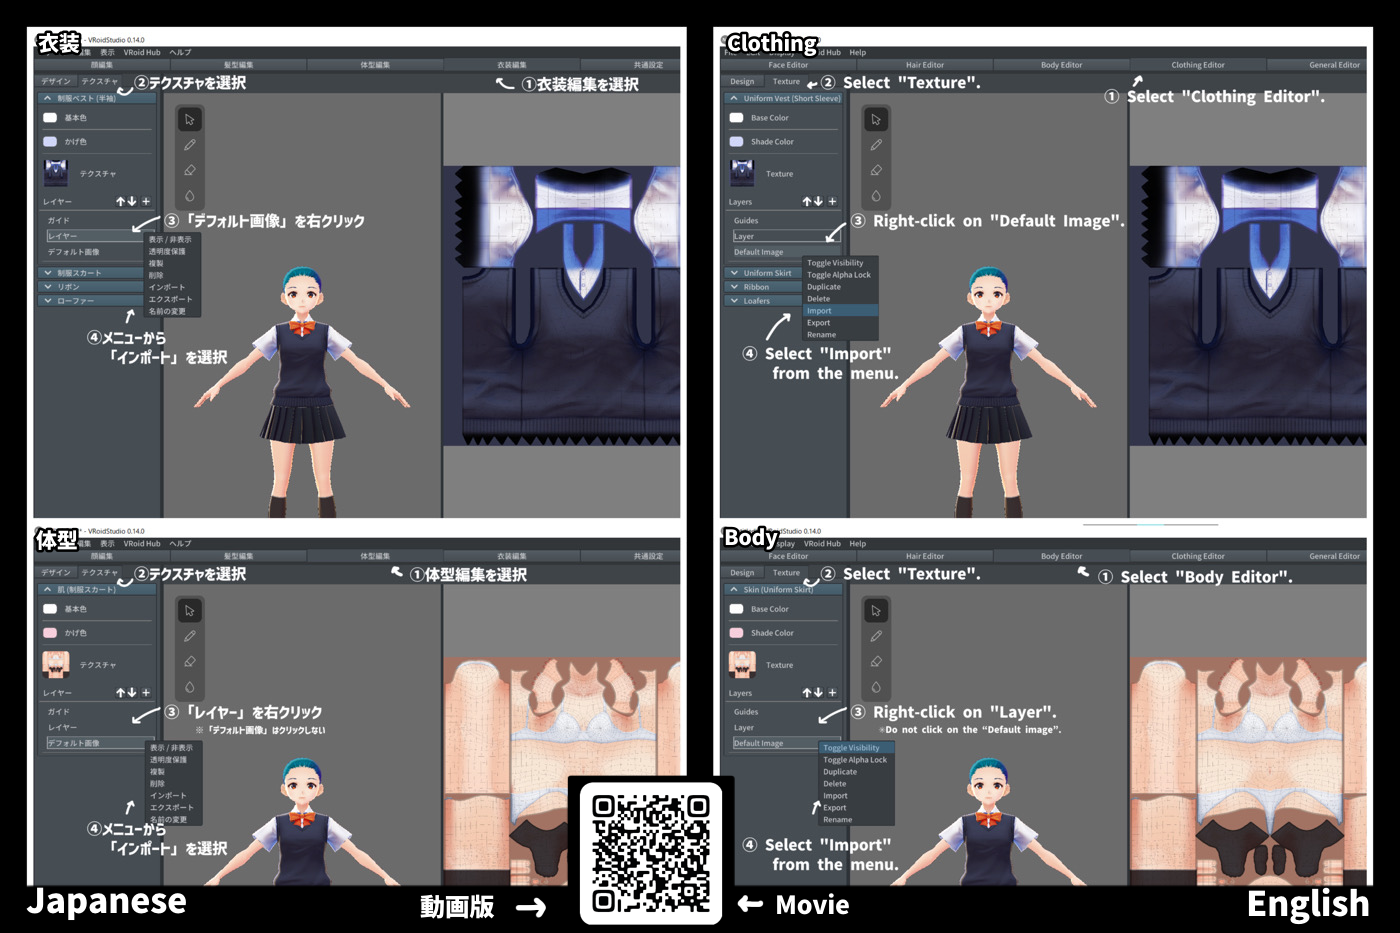 衣装
- VRoidStudio 0.14.0
編集 表示 VRoid Hub ヘルプ
顔編集 髪型編集 体型編集 衣装編集 共通設定
デザイン テクスチャ
②テクスチャを選択
①衣装編集を選択
制服ベスト (半袖)
基本色
かげ色
テクスチャ
レイヤー
ガイド
③「デフォルト画像」を右クリック
レイヤー
デフォルト画像
制服スカート
リボン
ローファー
表示 / 非表示
透明度保護
複製
削除
インポート
エクスポート
名前の変更
④メニューから
「インポート」を選択
Clothing
VRoidStudio 0.14.0
Help
Face Editor Hair Editor Body Editor Clothing Editor General Editor
Design Texture
② Select "Texture".
① Select "Clothing Editor".
Uniform Vest (Short Sleeve)
Base Color
Shade Color
Texture
Layers
Guides
③ Right-click on "Default Image".
Layer
Default Image
Uniform Skirt
Ribbon
Loafers
Toggle Visibility
Toggle Alpha Lock
Duplicate
Delete
Import
Export
Rename
④ Select "Import"
from the menu.
体型
- VRoidStudio 0.14.0
集 表示 VRoid Hub ヘルプ
顔編集 髪型編集 体型編集 衣装編集 共通設定
デザイン テクスチャ
②テクスチャを選択
①体型編集を選択
肌 (制服スカート)
基本色
かげ色
テクスチャ
レイヤー
ガイド
③「レイヤー」を右クリック
レイヤー
※「デフォルト画像」はクリックしない
デフォルト画像
表示 / 非表示
透明度保護
複製
削除
インポート
エクスポート
名前の変更
④メニューから
「インポート」を選択
Body
VRoidStudio 0.14.0
VRoid Hub Help
Face Editor Hair Editor Body Editor Clothing Editor General Editor
Design Texture
② Select "Texture".
① Select "Body Editor".
Skin (Uniform Skirt)
Base Color
Shade Color
Texture
Layers
Guides
③ Right-click on "Layer".
Layer
※Do not click on the “Default image”.
Default Image
Toggle Visibility
Toggle Alpha Lock
Duplicate
Delete
Import
Export
Rename
④ Select "Import"
from the menu.
Japanese
動画版 →
← Movie
English